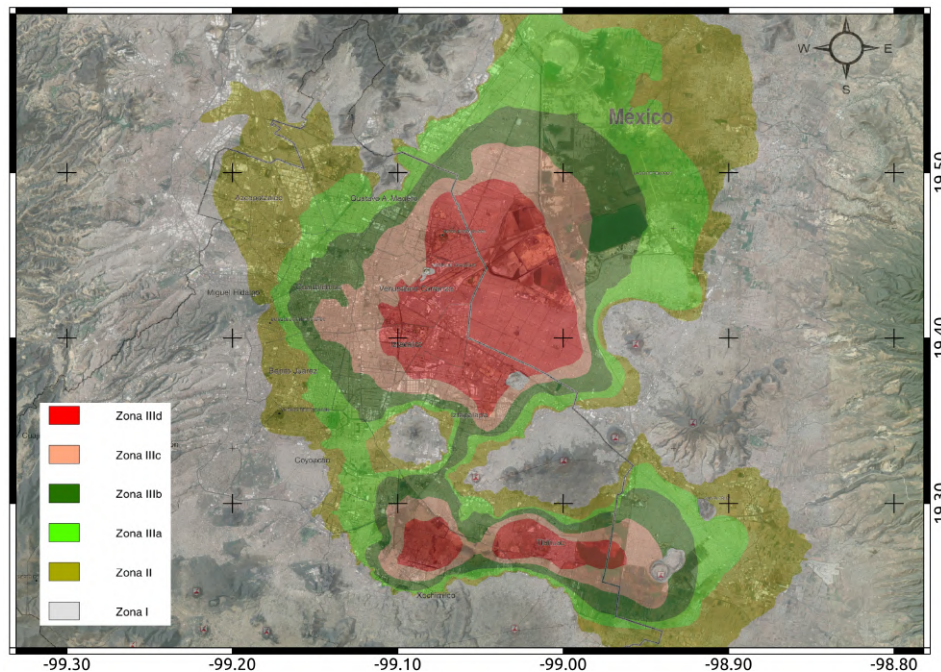 N
W E
S
Mexico
19.50
Azcapotzalco
Gustavo A. Madero
Miguel Hidalgo
19.40
Benito Juárez
Zona IIId
Zona IIIc
Coyoacán
Zona IIIb
19.30
Zona IIIa
Zona II
Xochimilco
Zona I
-99.30 -99.20 -99.10 -99.00 -98.90 -98.80